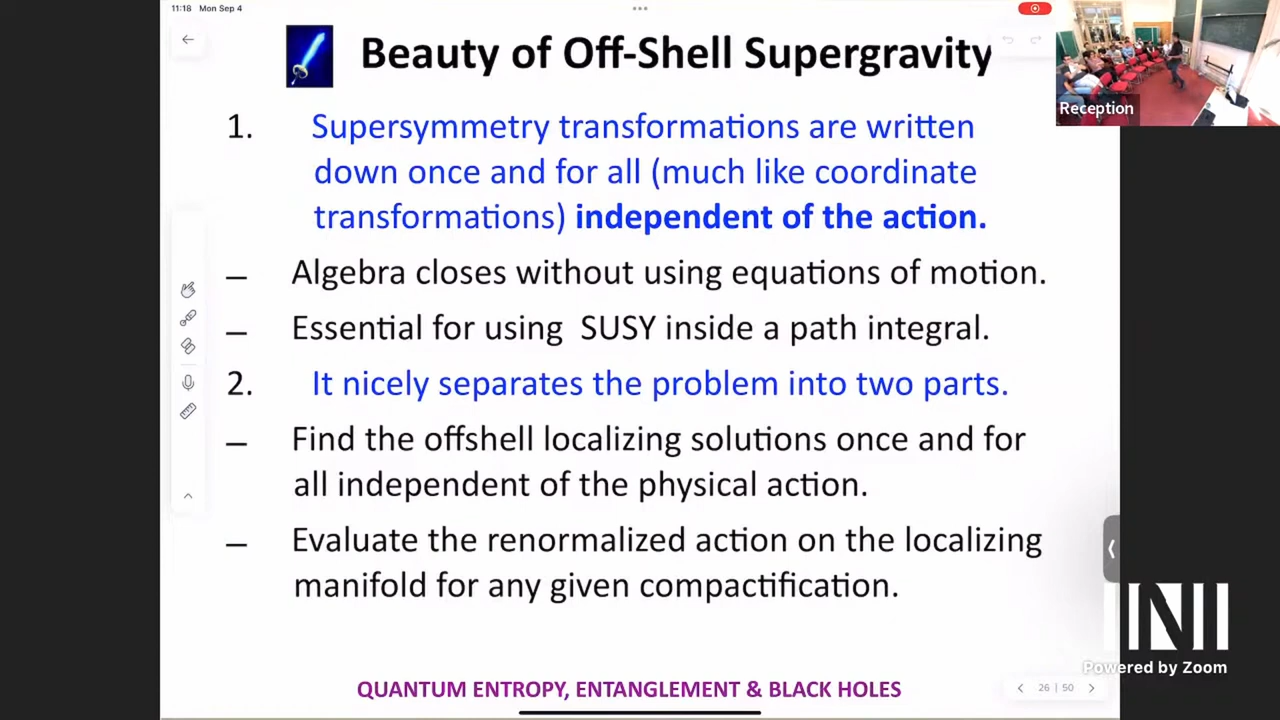 11:18 Mon Sep 4
Beauty of Off-Shell Supergravity
1. Supersymmetry transformations are written
down once and for all (much like coordinate
transformations) independent of the action.
– Algebra closes without using equations of motion.
– Essential for using SUSY inside a path integral.
2. It nicely separates the problem into two parts.
– Find the offshell localizing solutions once and for
all independent of the physical action.
– Evaluate the renormalized action on the localizing
manifold for any given compactification.
QUANTUM ENTROPY, ENTANGLEMENT & BLACK HOLES
26 | 50
Reception
INI
Powered by Zoom